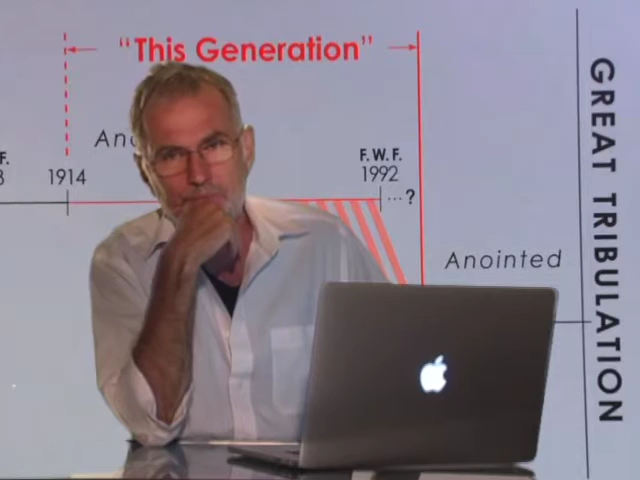 "This Generation"
GREAT TRIBULATION
F.W.F.
F.
1914
1992
...?
Anointed